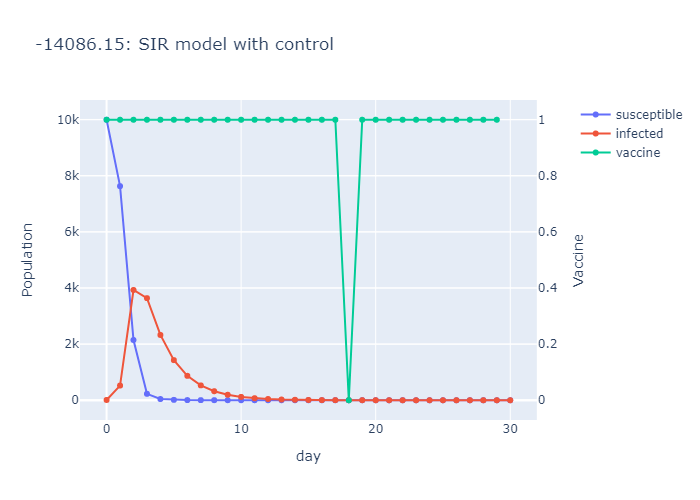 -14086.15: SIR model with control
susceptible
infected
vaccine
10k
8k
6k
4k
2k
0
Population
1
0.8
0.6
0.4
0.2
0
Vaccine
0
10
20
30
day